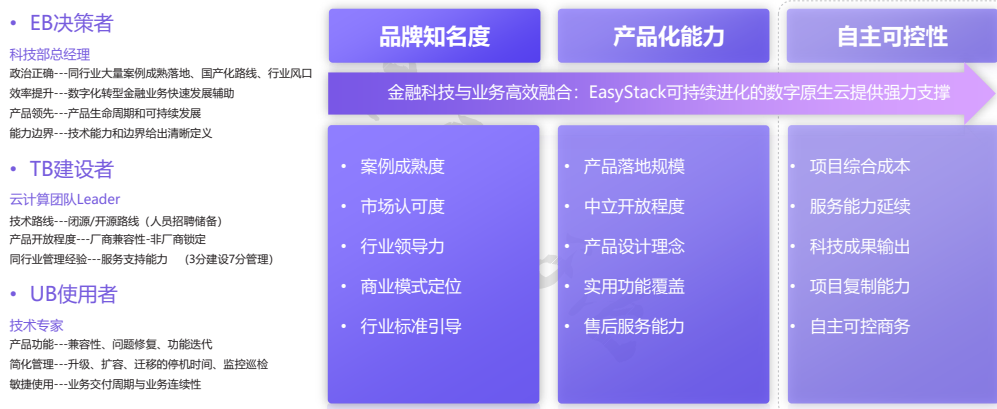 • EB决策者
科技部总经理
政治正确---同行业大量案例成熟落地、国产化路线、行业风口
效率提升---数字化转型金融业务快速发展辅助
产品领先---产品生命周期和可持续发展
能力边界---技术能力和边界给出清晰定义
• TB建设者
云计算团队Leader
技术路线---闭源/开源路线（人员招聘储备）
产品开放程度---厂商兼容性-非厂商锁定
同行业管理经验---服务支持能力 （3分建设7分管理）
• UB使用者
技术专家
产品功能---兼容性、问题修复、功能迭代
简化管理---升级、扩容、迁移的停机时间、监控巡检
敏捷使用---业务交付周期与业务连续性
品牌知名度
产品化能力
自主可控性
金融科技与业务高效融合：EasyStack可持续进化的数字原生云提供强力支撑
• 案例成熟度
• 市场认可度
• 行业领导力
• 商业模式定位
• 行业标准引导
• 产品落地规模
• 中立开放程度
• 产品设计理念
• 实用功能覆盖
• 售后服务能力
• 项目综合成本
• 服务能力延续
• 科技成果输出
• 项目复制能力
• 自主可控商务